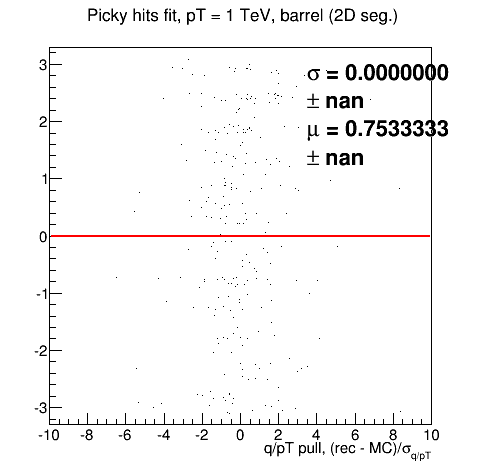 Picky hits fit, pT = 1 TeV, barrel (2D seg.)
σ = 0.0000000
± nan
μ = 0.7533333
± nan
3
2
1
0
-1
-2
-3
-10 -8 -6 -4 -2 0 2 4 6 8 10
q/pT pull, (rec - MC)/σq/pT